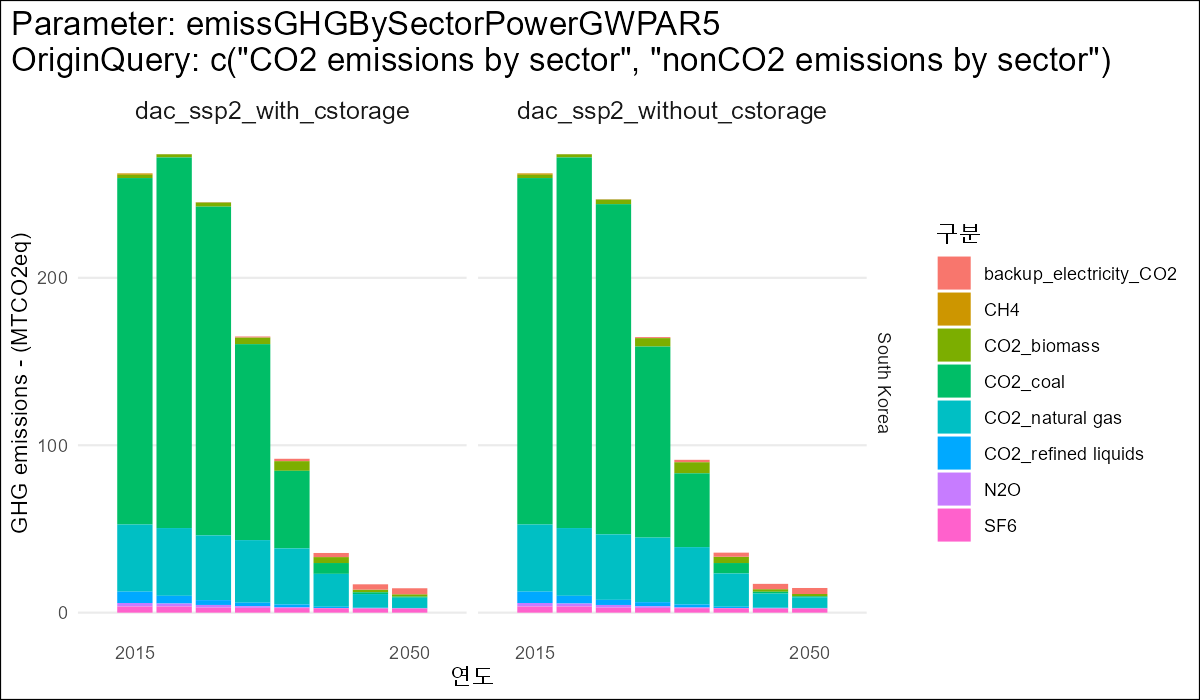 Parameter: emissGHGBySectorPowerGWPAR5
OriginQuery: c("CO2 emissions by sector", "nonCO2 emissions by sector")
dac_ssp2_with_cstorage
dac_ssp2_without_cstorage
GHG emissions - (MTCO2eq)
200
100
0
2015
2050
2015
2050
연도
South Korea
구분
backup_electricity_CO2
CH4
CO2_biomass
CO2_coal
CO2_natural gas
CO2_refined liquids
N2O
SF6